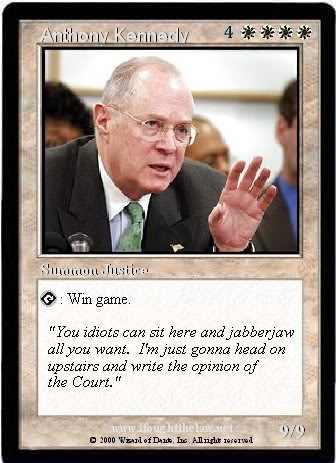 Anthony Kennedy 4
Summon Justice
: Win game.
"You idiots can sit here and jabberjaw
all you want. I'm just gonna head on
upstairs and write the opinion of
the Court."
www.ifoughtthelaw.net
9/9
© 2000 Wizard of Dante, Inc. All right reserved